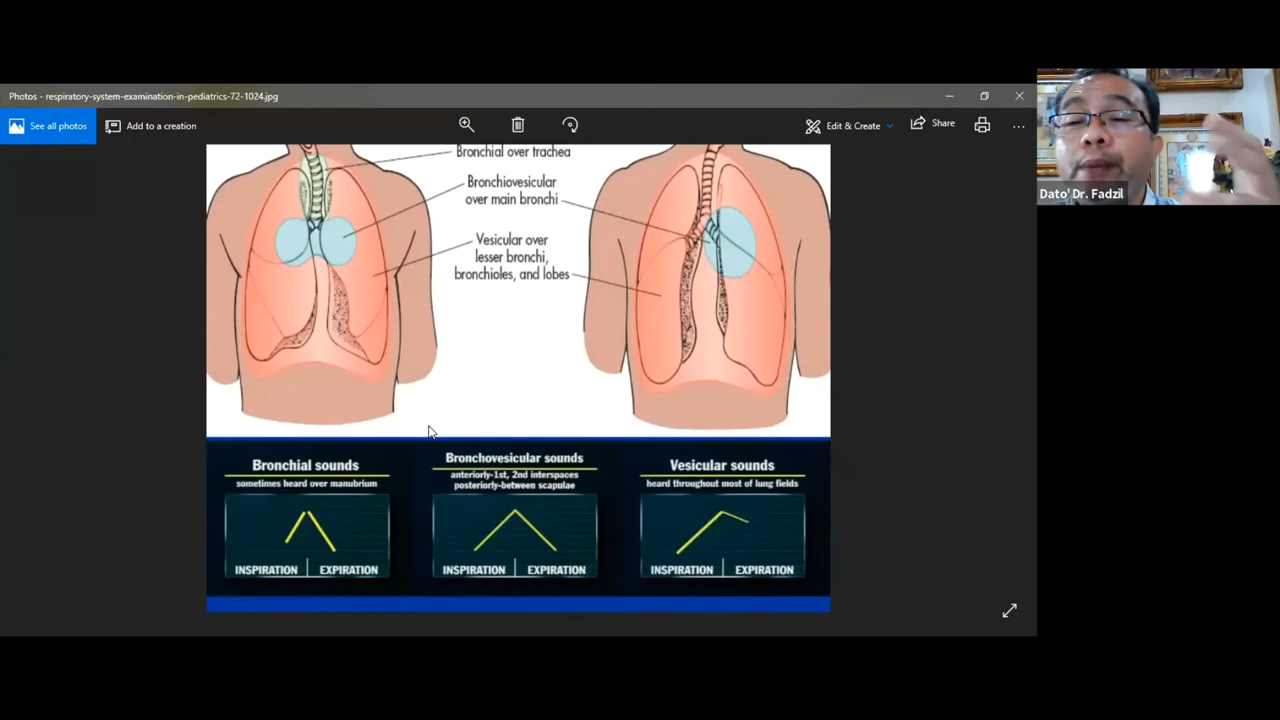 Photos - respiratory-system-examination-in-pediatrics-72-1024.jpg
See all photos
Add to a creation
Edit & Create
Share
Dato' Dr. Fadzil
Bronchial over trachea
Bronchiovesicular
over main bronchi
Vesicular over
lesser bronchi,
bronchioles, and lobes
Bronchial sounds
sometimes heard over manubrium
INSPIRATION
EXPIRATION
Bronchovesicular sounds
anteriorly-1st, 2nd interspaces
posteriorly-between scapulae
INSPIRATION
EXPIRATION
Vesicular sounds
heard throughout most of lung fields
INSPIRATION
EXPIRATION